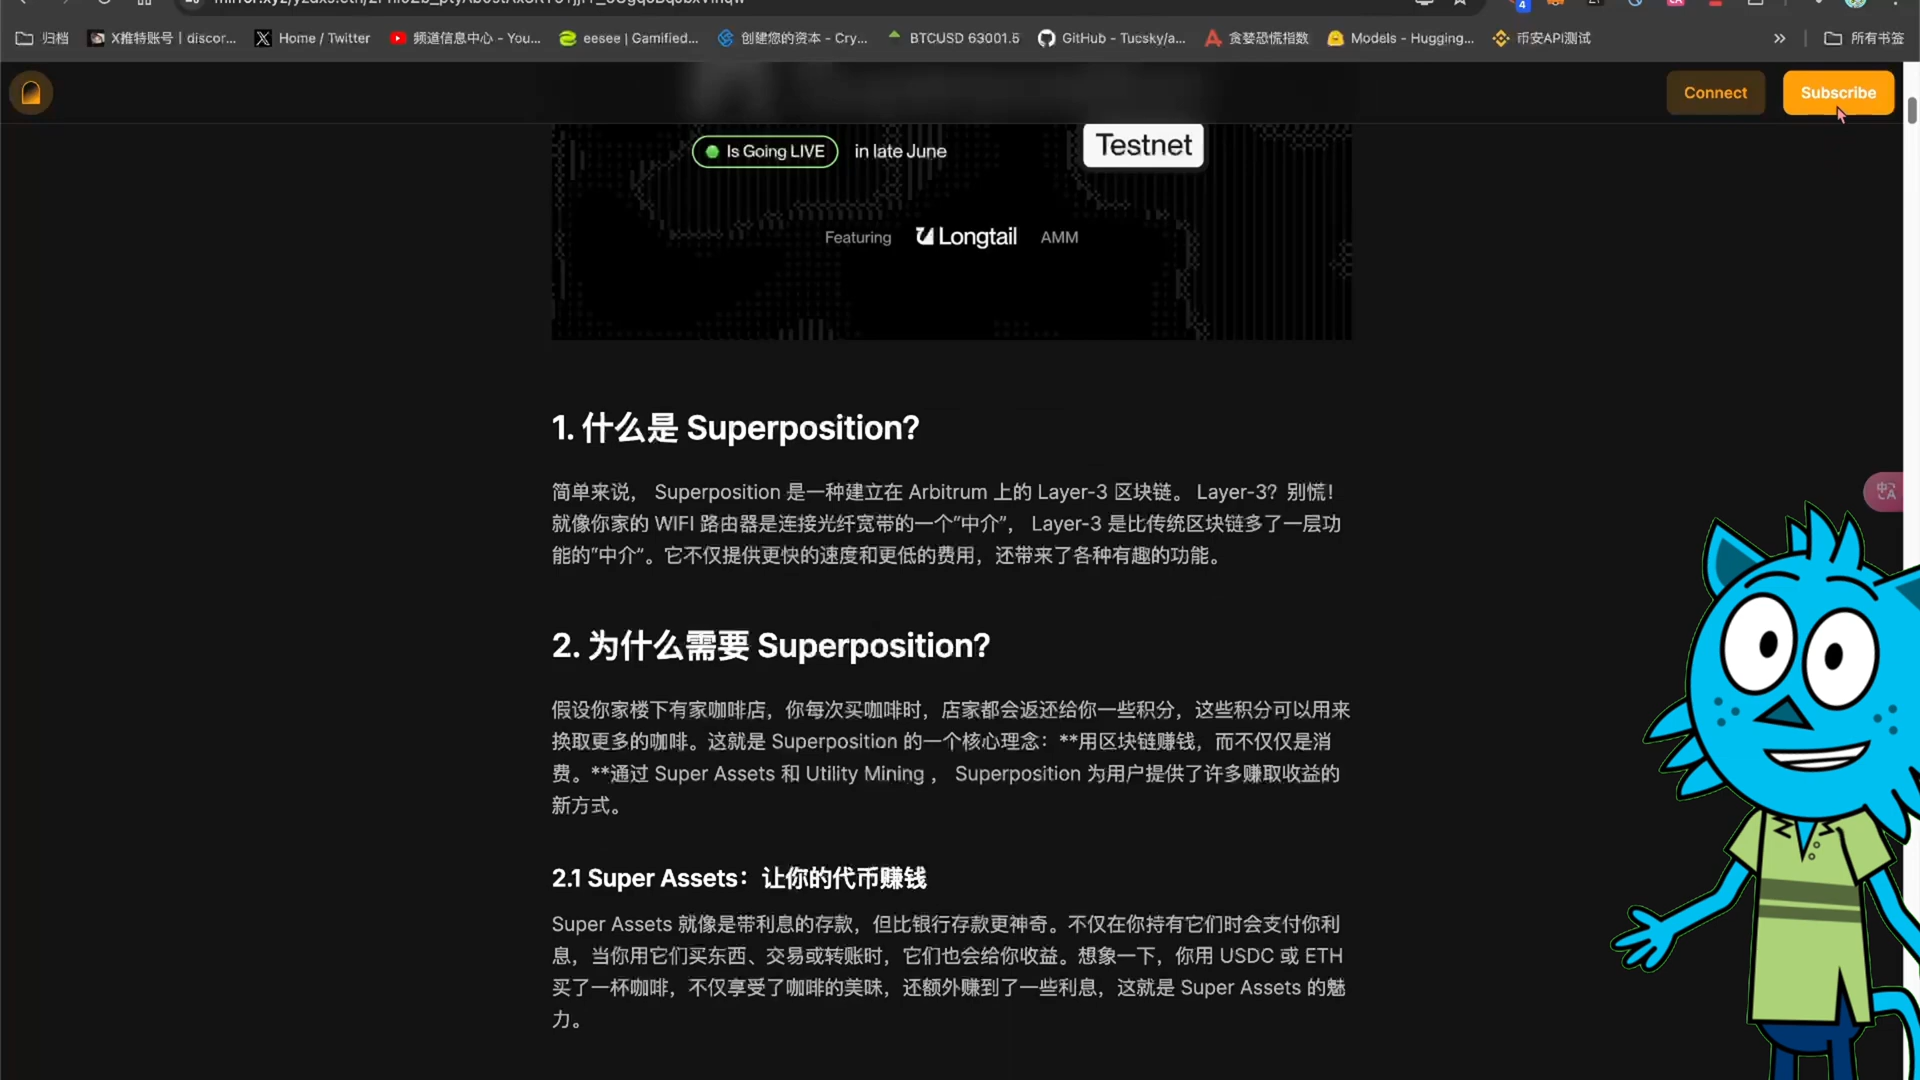 归档
X推特账号 | discor...
Home / Twitter
频道信息中心 - You...
eesee | Gamified...
创建您的资本 - Cry...
BTCUSD 63001.5
GitHub - Tucsky/a...
贪婪恐慌指数
Models - Hugging...
币安API测试
所有书签
Connect
Subscribe
Is Going LIVE
in late June
Testnet
Featuring
Longtail
AMM
1. 什么是 Superposition?
简单来说， Superposition 是一种建立在 Arbitrum 上的 Layer-3 区块链。 Layer-3？别慌！
就像你家的 WIFI 路由器是连接光纤宽带的一个"中介"， Layer-3 是比传统区块链多了一层功
能的"中介"。它不仅提供更快的速度和更低的费用，还带来了各种有趣的功能。
2. 为什么需要 Superposition?
假设你家楼下有家咖啡店，你每次买咖啡时，店家都会返还给你一些积分，这些积分可以用来
换取更多的咖啡。这就是 Superposition 的一个核心理念：**用区块链赚钱，而不仅仅是消
费。**通过 Super Assets 和 Utility Mining ， Superposition 为用户提供了许多赚取收益的
新方式。
2.1 Super Assets：让你的代币赚钱
Super Assets 就像是带利息的存款，但比银行存款更神奇。不仅在你持有它们时会支付你利
息，当你用它们买东西、交易或转账时，它们也会给你收益。想象一下，你用 USDC 或 ETH
买了一杯咖啡，不仅享受了咖啡的美味，还额外赚到了一些利息，这就是 Super Assets 的魅
力。